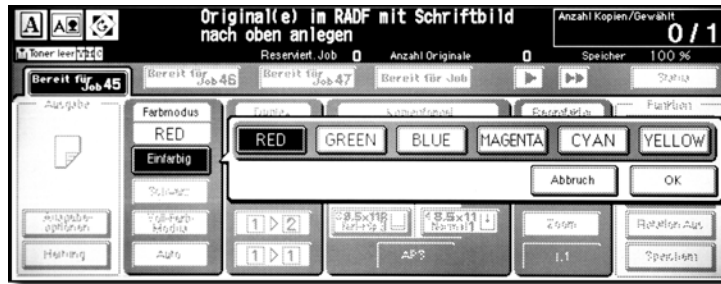 A
Original(e) im RADF mit Schriftbild
nach oben anlegen
Anzahl Kopien/Gewählt
0 / 1
Toner leer
Reserviert. Job 0 Anzahl Originale 0 Speicher 100 %
Bereit für Job 45
Bereit für Job 46
Bereit für Job 47
Bereit für Job
Status
Ausgabe
Farbmodus
Funktion
RED
Einfarbig
Schwarz
Voll-Farb-
Modus
Auto
RED GREEN BLUE MAGENTA CYAN YELLOW
Abbruch OK
Ausgabe-
optionen
Heftung
1 ▷ 2
1 ▷ 1
8.5x11R
8.5x11
Normal 1
APS
Zoom
1.1
Rotation Aus
Speichern